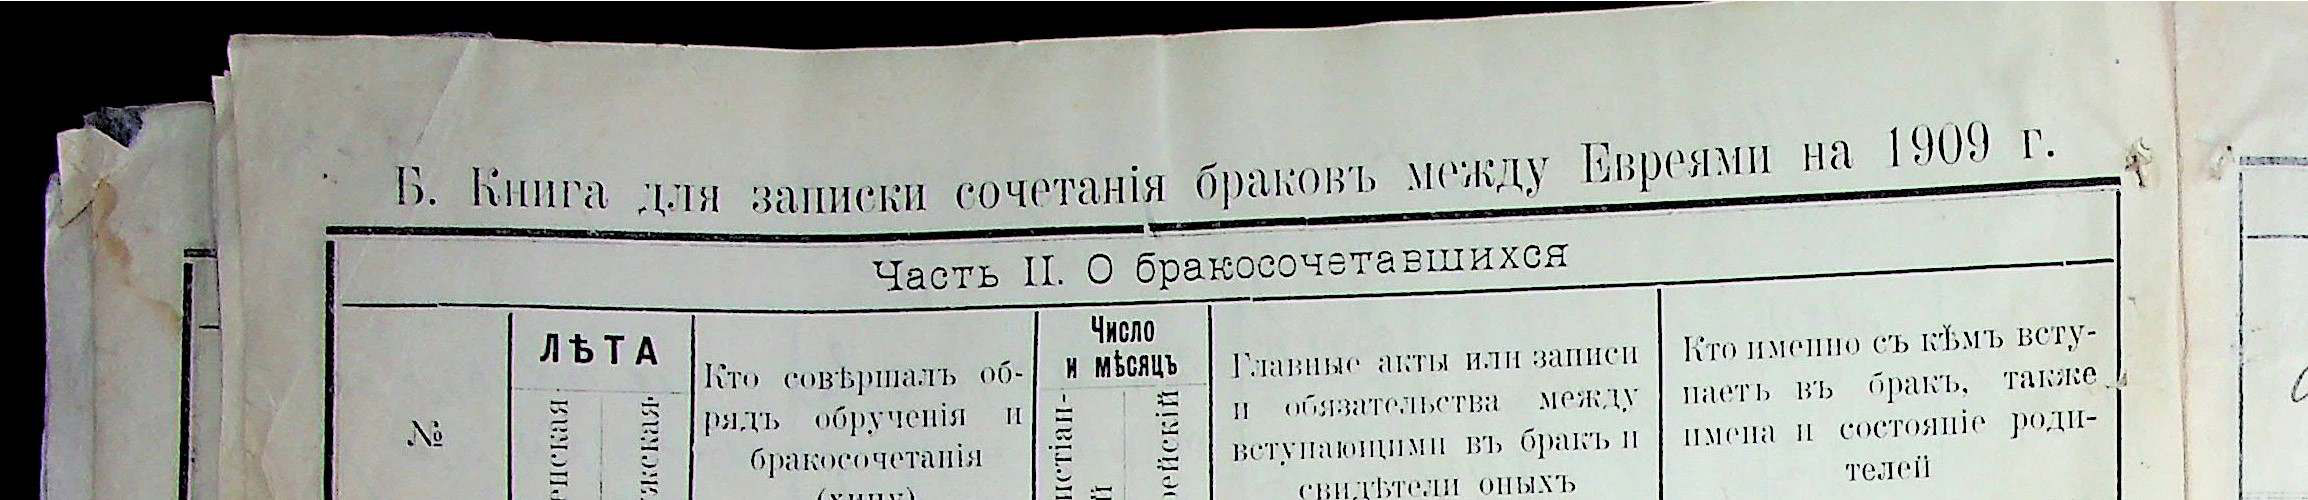 Б. Книга для записки сочетанія браковъ между Евреями на 1909 г.
Часть II. О бракосочетавшихся
№
ЛѢТА
Кто совѣршалъ об-
рядъ обрученія и
бракосочетанія
Число
и мѣсяцъ
Главные акты или записи
и обязательства между
вступающими въ бракъ и
свидѣтели оныхъ
Кто именно съ кѣмъ всту-
паетъ въ бракъ, также
имена и состояніе роди-
телей